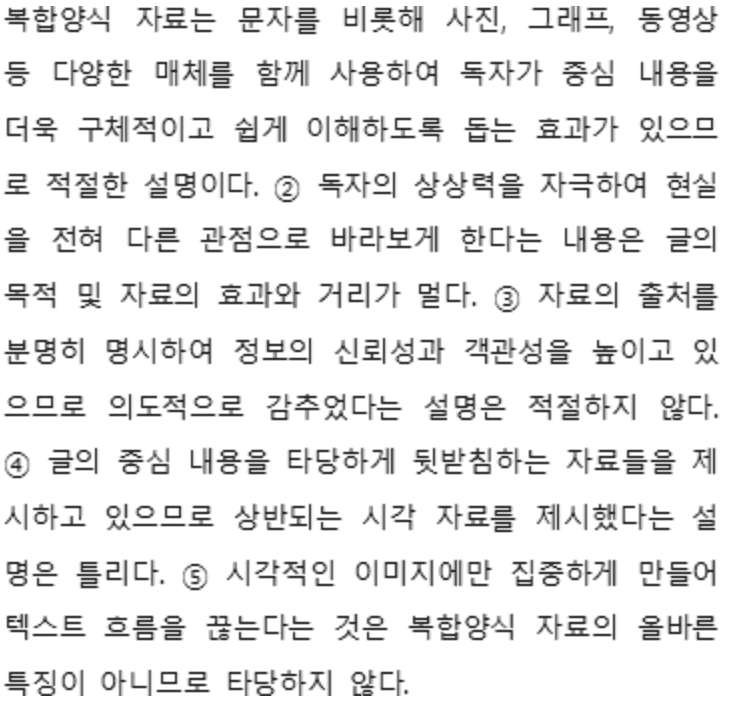 복합양식 자료는 문자를 비롯해 사진, 그래프, 동영상
등 다양한 매체를 함께 사용하여 독자가 중심 내용을
더욱 구체적이고 쉽게 이해하도록 돕는 효과가 있으므
로 적절한 설명이다. ② 독자의 상상력을 자극하여 현실
을 전혀 다른 관점으로 바라보게 한다는 내용은 글의
목적 및 자료의 효과와 거리가 멀다. ③ 자료의 출처를
분명히 명시하여 정보의 신뢰성과 객관성을 높이고 있
으므로 의도적으로 감추었다는 설명은 적절하지 않다.
④ 글의 중심 내용을 타당하게 뒷받침하는 자료들을 제
시하고 있으므로 상반되는 시각 자료를 제시했다는 설
명은 틀리다. ⑤ 시각적인 이미지에만 집중하게 만들어
텍스트 흐름을 끊는다는 것은 복합양식 자료의 올바른
특징이 아니므로 타당하지 않다.